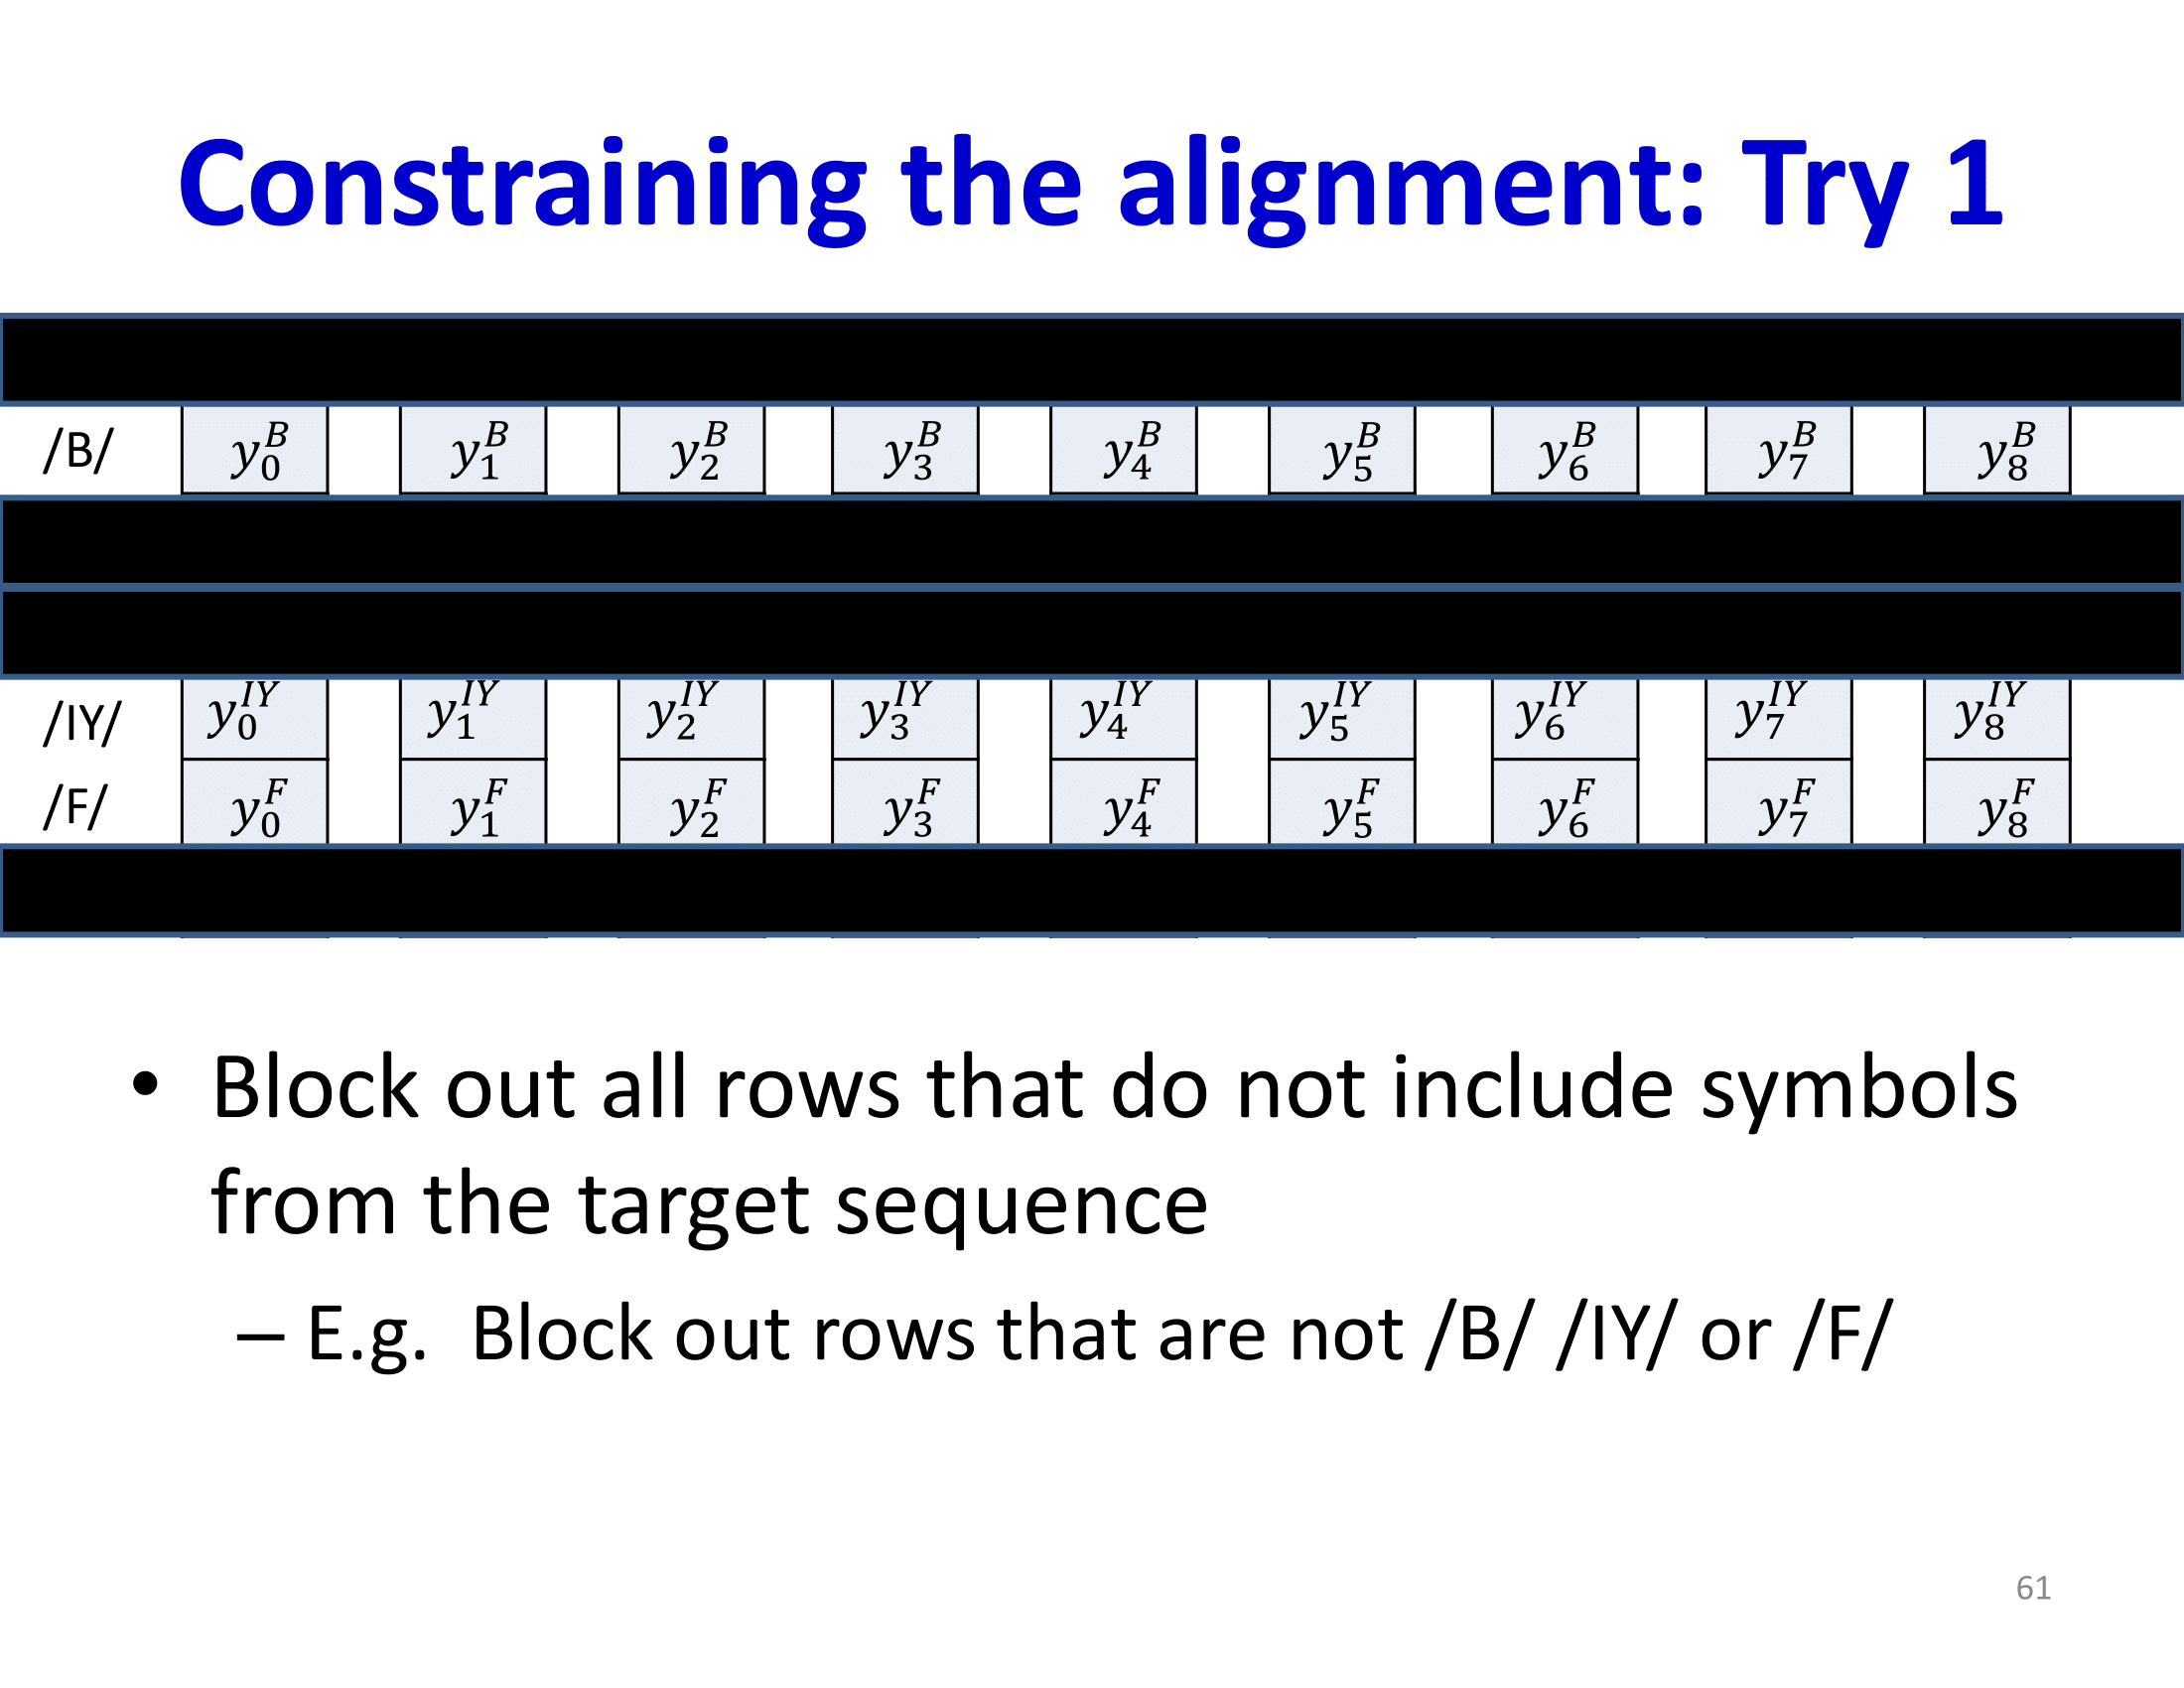 Constraining the alignment: Try 1
/B/ y_0^B y_1^B y_2^B y_3^B y_4^B y_5^B y_6^B y_7^B y_8^B
/IY/ y_0^{IY} y_1^{IY} y_2^{IY} y_3^{IY} y_4^{IY} y_5^{IY} y_6^{IY} y_7^{IY} y_8^{IY}
/F/ y_0^F y_1^F y_2^F y_3^F y_4^F y_5^F y_6^F y_7^F y_8^F
• Block out all rows that do not include symbols
from the target sequence
– E.g. Block out rows that are not /B/ /IY/ or /F/
61